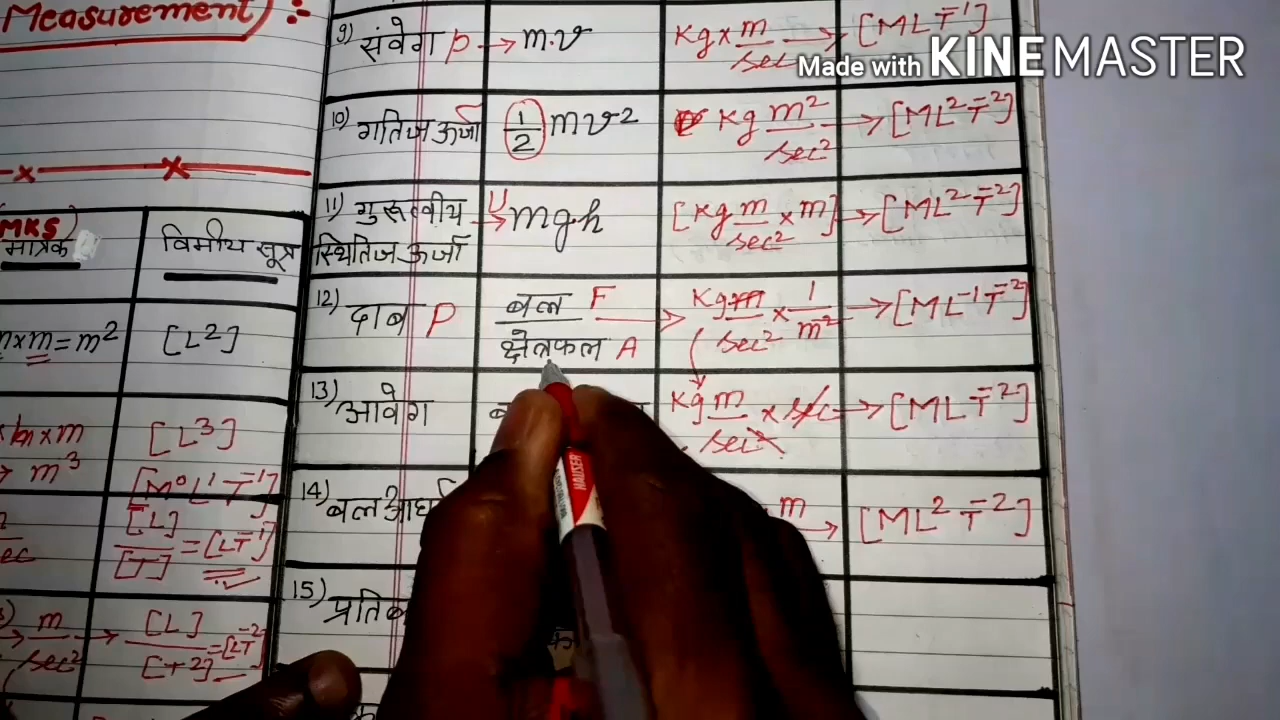 Measurement) :-
(MKS)
मात्रक
विमीय सूत्र
n×m = m²
[L²]
[L³]
→ m³
[M⁰L¹T⁻¹]
[L]
[T]
= [LT⁻¹]
→ m
sec²
→ [L]
[T²]
= [LT⁻²]
9) संवेग p → m.v
Kg × m
sec
→ [MLT⁻¹]
Made with KINEMASTER
10) गतिज ऊर्जा
1
2
mv²
Kg m²
sec²
→ [ML²T⁻²]
11) गुरूत्वीय
स्थितिज ऊर्जा
U → mgh
[Kg m × m]
sec²
→ [ML²T⁻²]
12) दाब P
बल F
क्षेत्रफल A
→ Kgm × 1
sec² m²
→ [ML⁻¹T⁻²]
13) आवेग
Kg m × sec
sec²
→ [MLT⁻²]
14) बल आघूर्ण
m
→ [ML²T⁻²]
15) प्रतिब
HAUSER